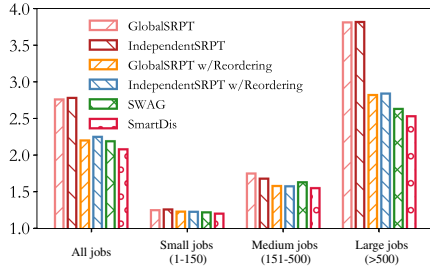 4.0
3.5
3.0
2.5
2.0
1.5
1.0
GlobalSRPT
IndependentSRPT
GlobalSRPT w/Reordering
IndependentSRPT w/Reordering
SWAG
SmartDis
All jobs
Small jobs
(1-150)
Medium jobs
(151-500)
Large jobs
(>500)